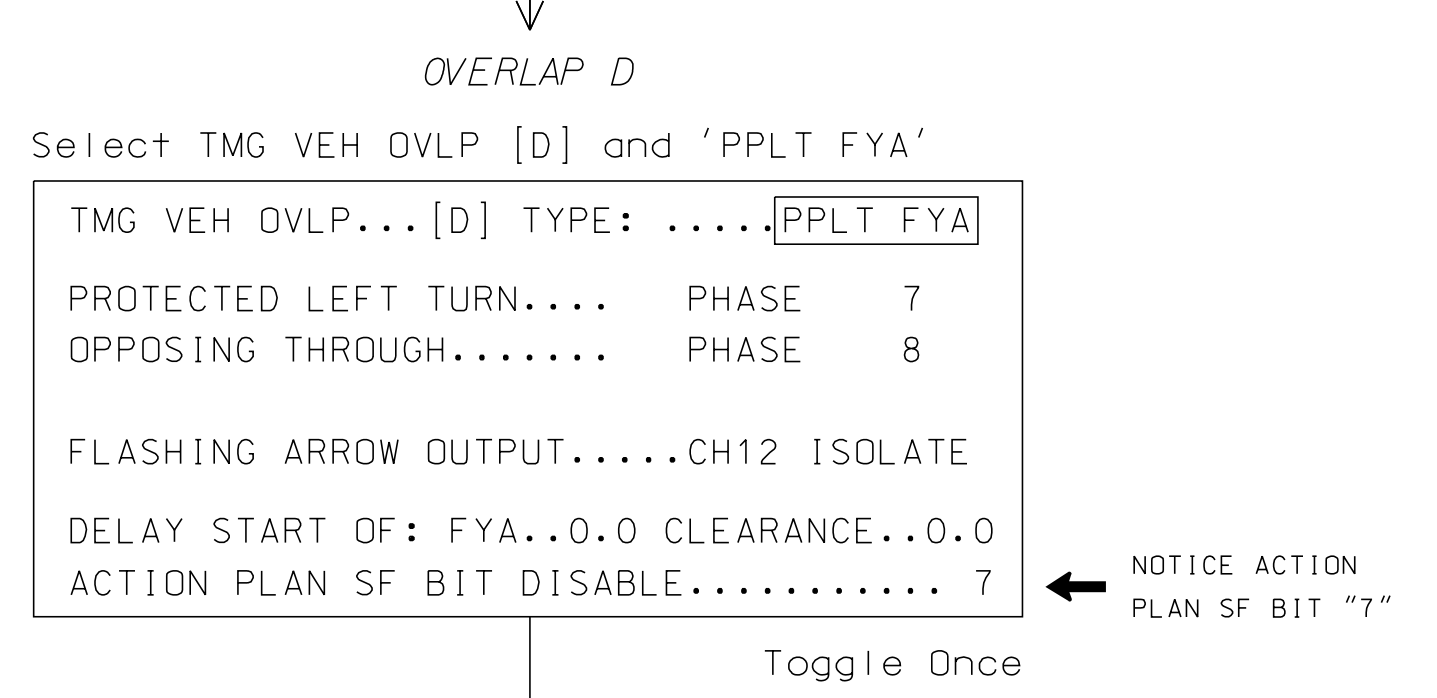 OVERLAP D
Select TMG VEH OVLP [D] and 'PPLT FYA'
TMG VEH OVLP...[D] TYPE: .....PPLT FYA
PROTECTED LEFT TURN.... PHASE 7
OPPOSING THROUGH....... PHASE 8
FLASHING ARROW OUTPUT.....CH12 ISOLATE
DELAY START OF: FYA..0.0 CLEARANCE..0.0
ACTION PLAN SF BIT DISABLE........... 7
NOTICE ACTION
PLAN SF BIT "7"
Toggle Once